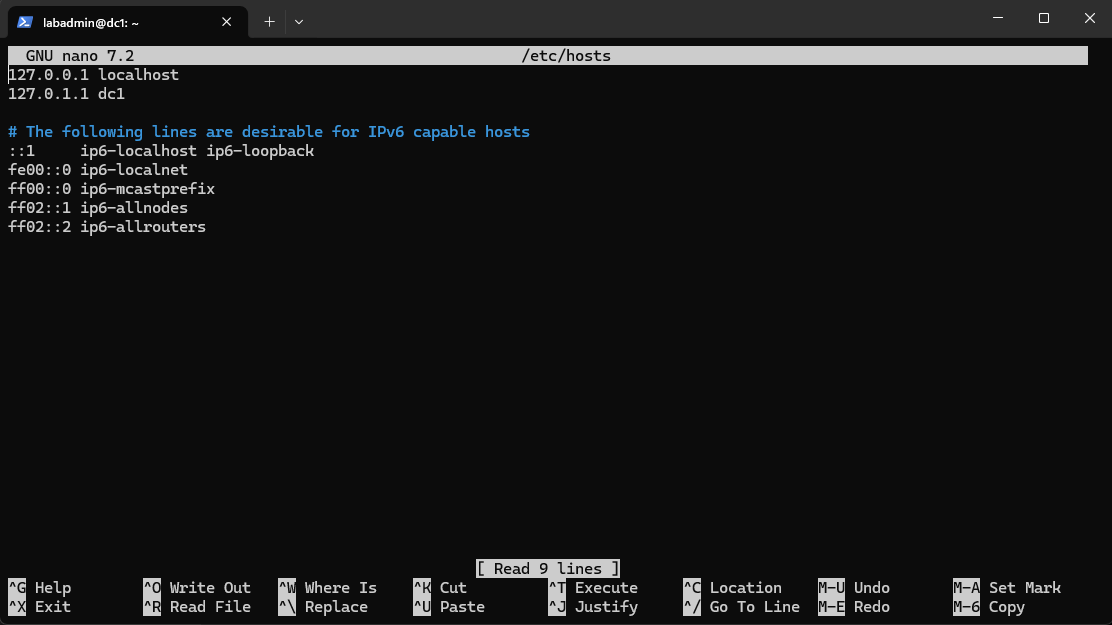 labadmin@dc1: ~
GNU nano 7.2 /etc/hosts
127.0.0.1 localhost
127.0.1.1 dc1
# The following lines are desirable for IPv6 capable hosts
::1     ip6-localhost ip6-loopback
fe00::0 ip6-localnet
ff00::0 ip6-mcastprefix
ff02::1 ip6-allnodes
ff02::2 ip6-allrouters
[ Read 9 lines ]
^G Help ^O Write Out ^W Where Is ^K Cut ^T Execute ^C Location M-U Undo M-A Set Mark
^X Exit ^R Read File ^\ Replace ^U Paste ^J Justify ^/ Go To Line M-E Redo M-6 Copy